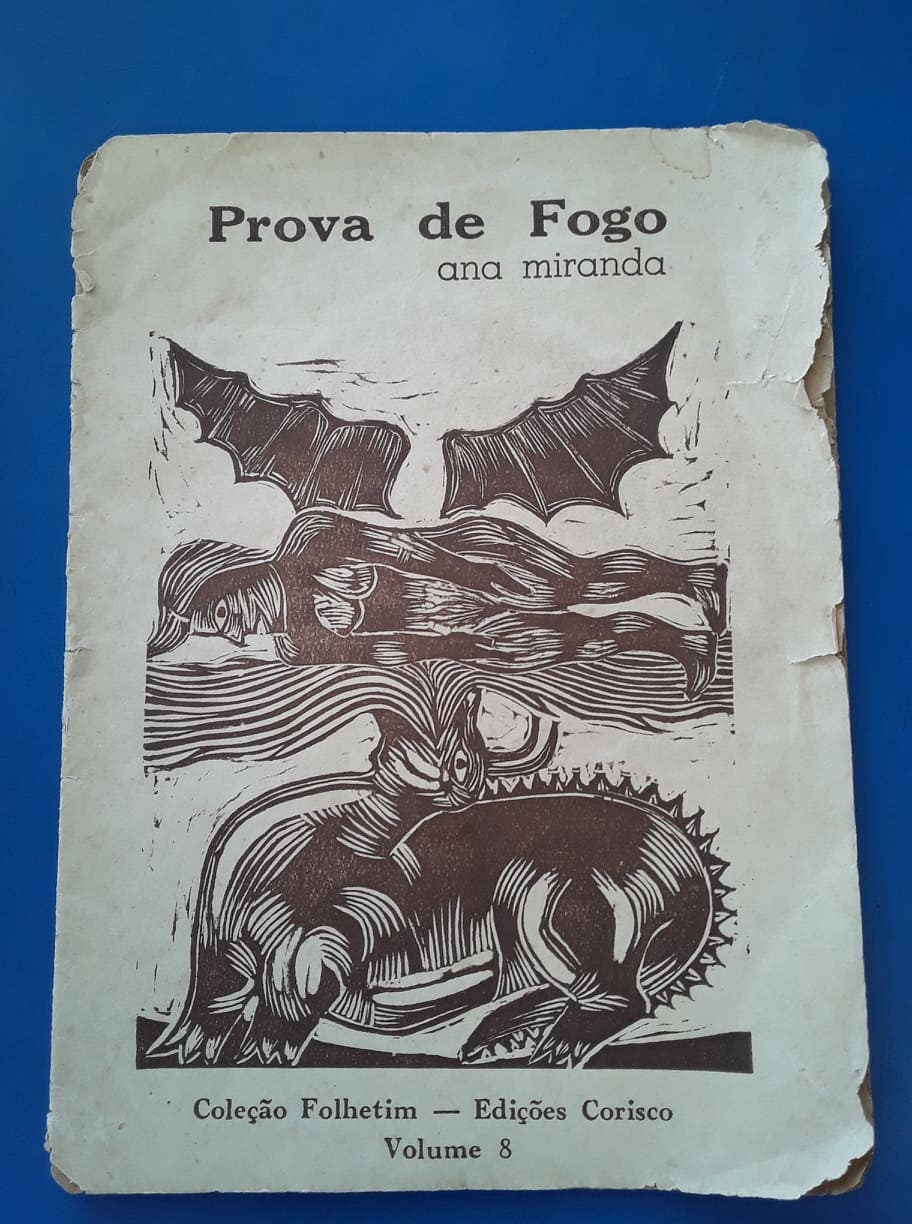 Prova de Fogo
ana miranda
Coleção Folhetim — Edições Corisco
Volume 8